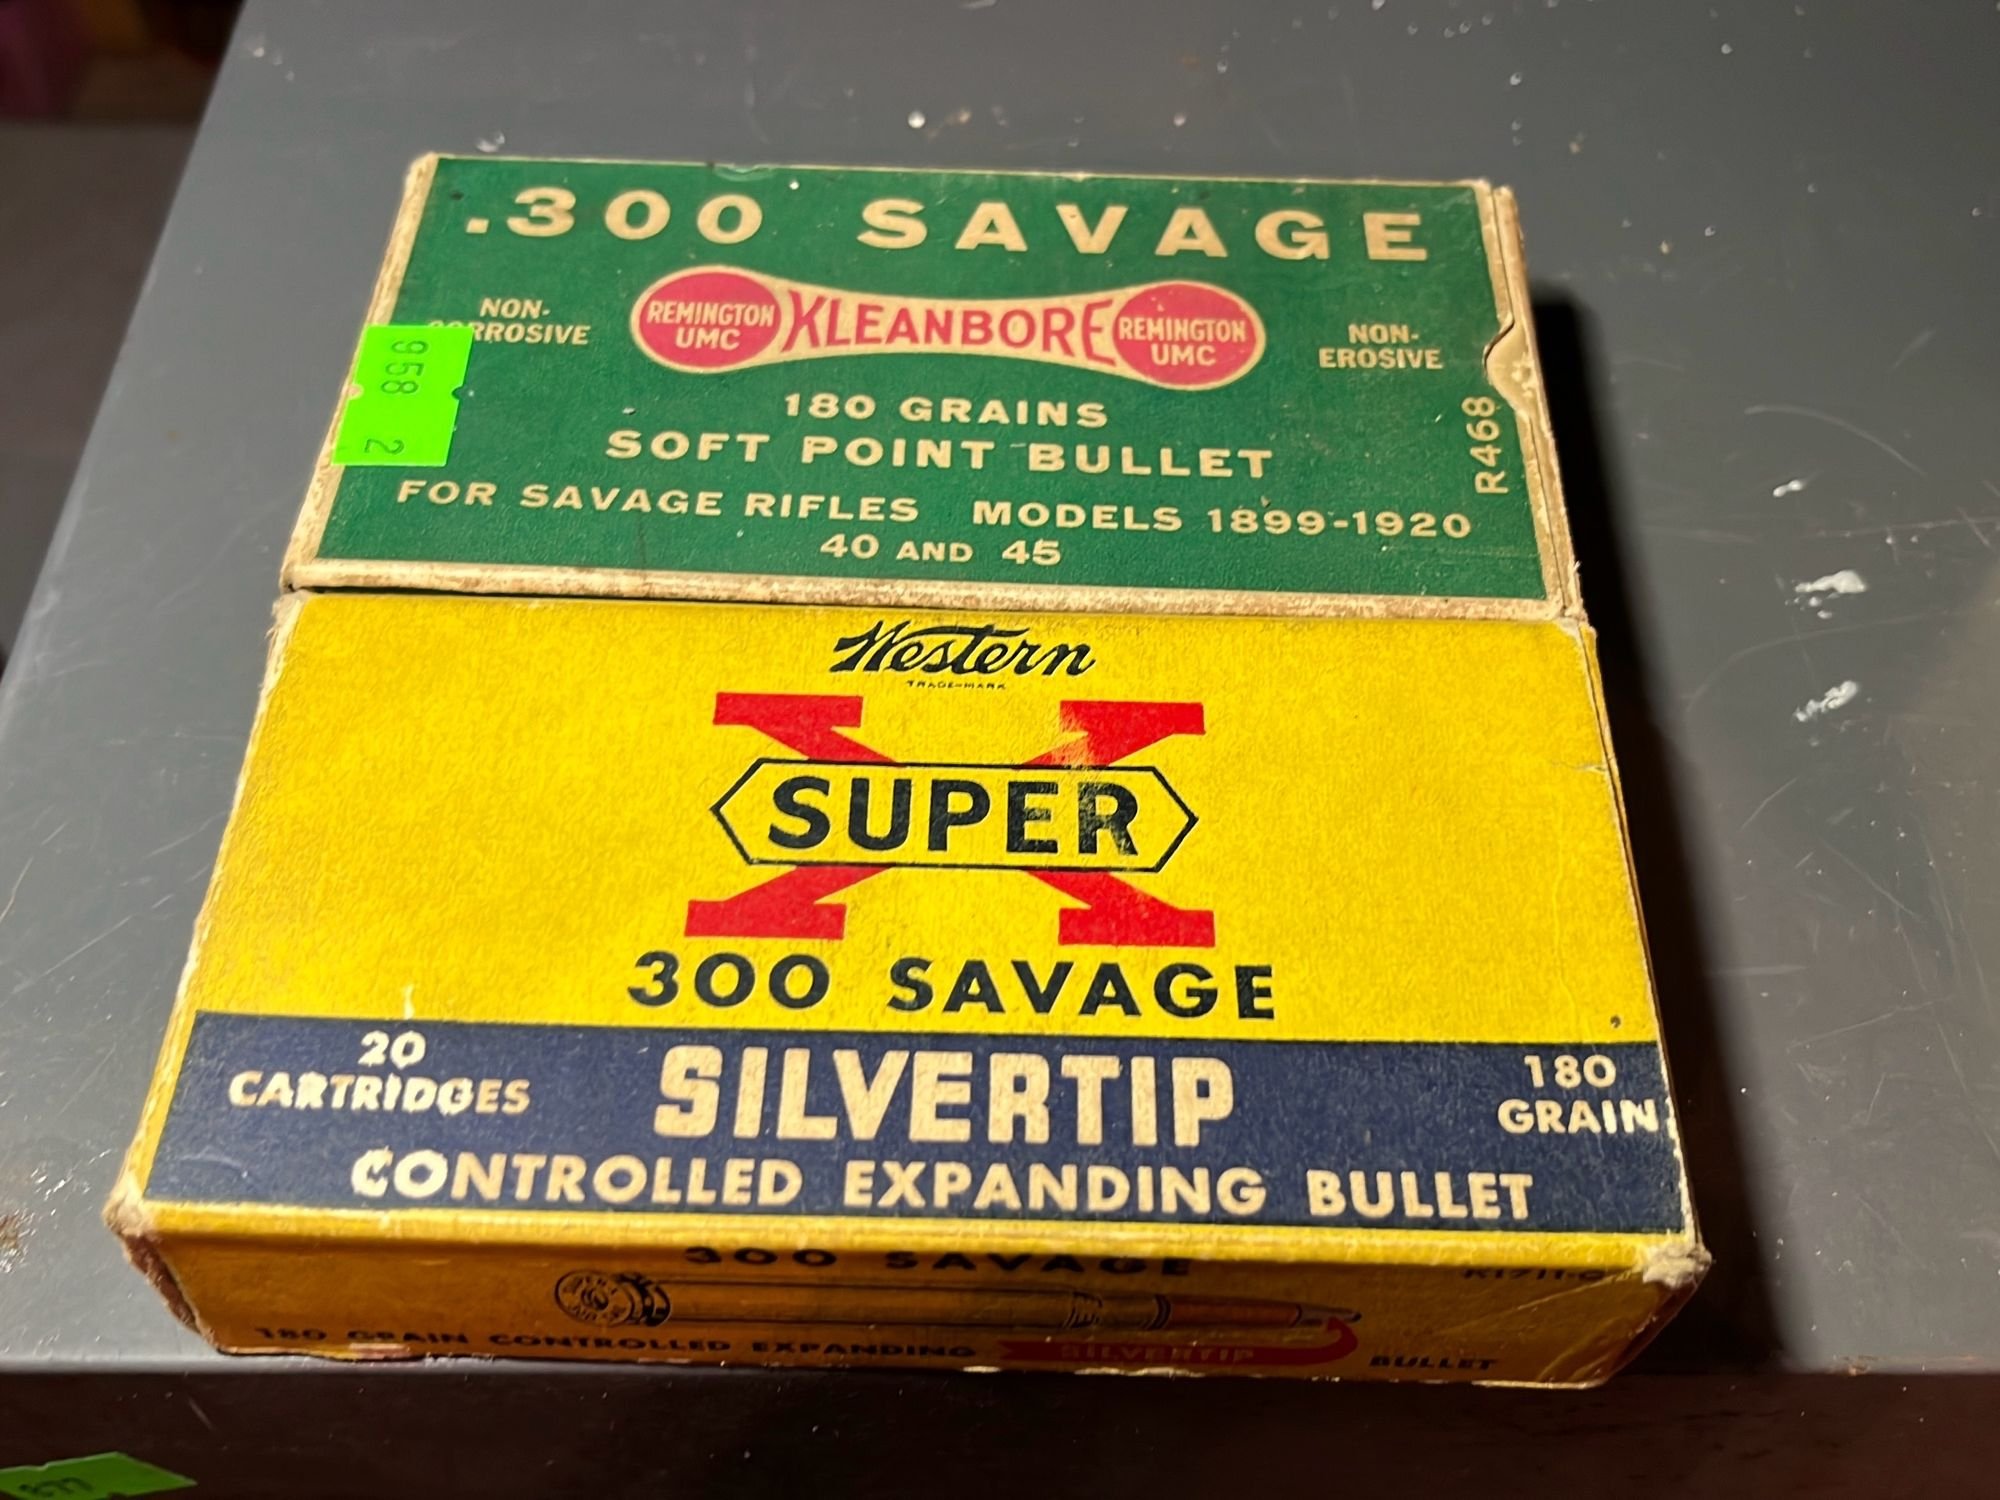 .300 SAVAGE
NON-
CORROSIVE
REMINGTON
UMC
KLEANBORE
REMINGTON
UMC
NON-
EROSIVE
958 2
180 GRAINS
SOFT POINT BULLET
R468
FOR SAVAGE RIFLES MODELS 1899-1920
40 AND 45
Western
TRADE-MARK
X
SUPER
300 SAVAGE
20
CARTRIDGES
SILVERTIP
180
GRAIN
CONTROLLED EXPANDING BULLET
300 SAVAGE
180 GRAIN CONTROLLED EXPANDING SILVERTIP BULLET